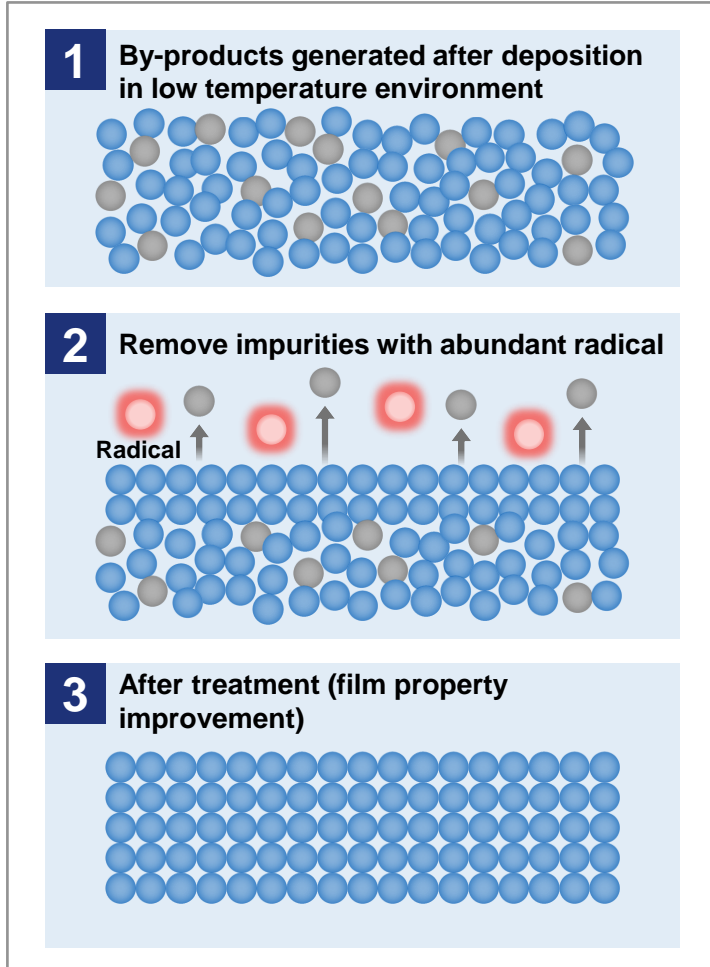 1
By-products generated after deposition
in low temperature environment
2
Remove impurities with abundant radical
Radical
3
After treatment (film property
improvement)